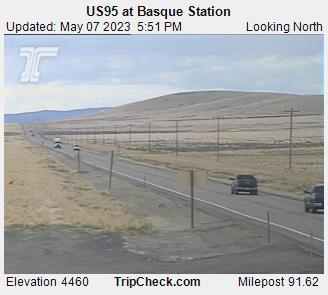 US95 at Basque Station
Updated: May 07 2023 5:51 PM Looking North
Elevation 4460 TripCheck.com Milepost 91.62